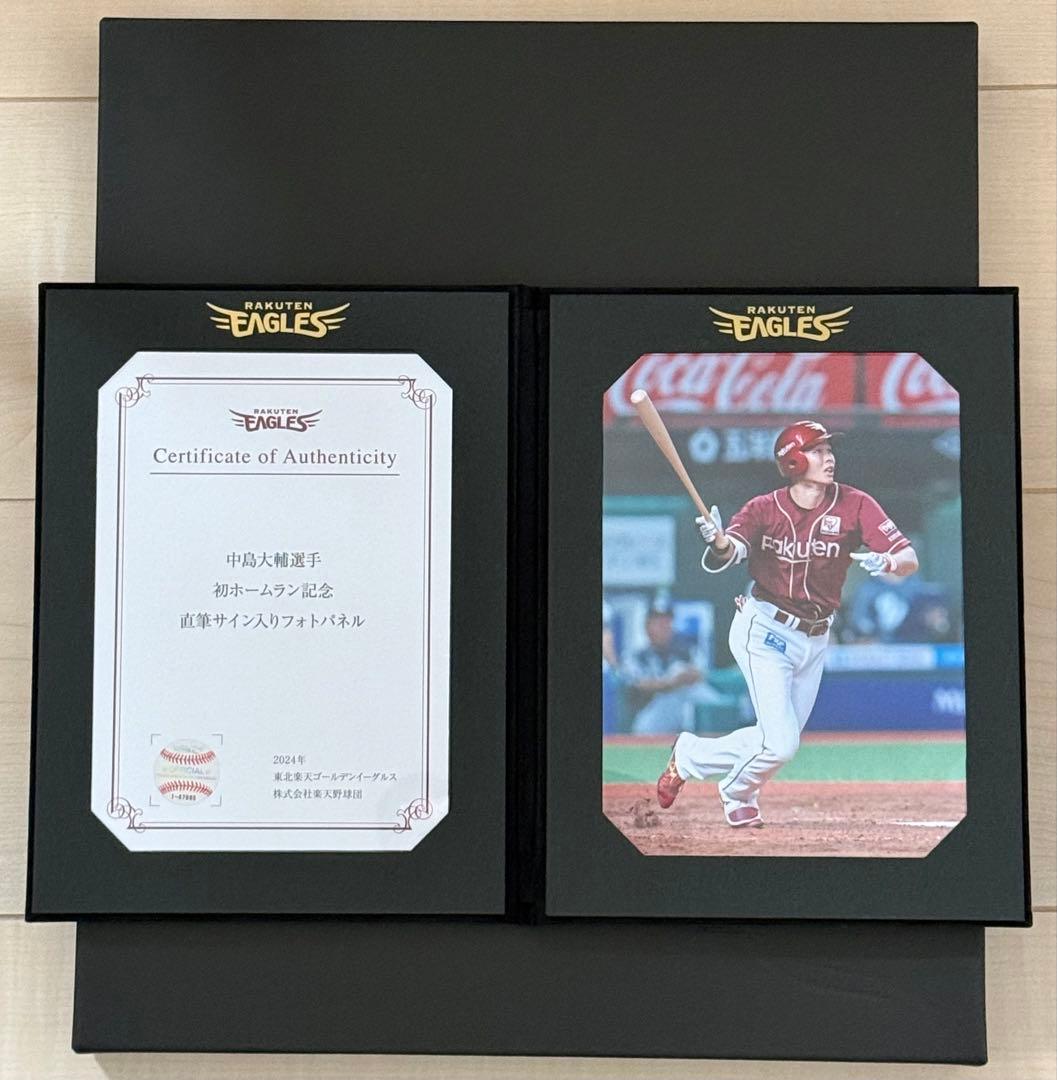 RAKUTEN
EAGLES
RAKUTEN
EAGLES
Certificate of Authenticity
中島大輔選手
初ホームラン記念
直筆サイン入りフォトパネル
OFFICIAL
2024年
東北楽天ゴールデンイーグルス
株式会社楽天野球団
RAKUTEN
EAGLES
Coca-Cola
Rakuten